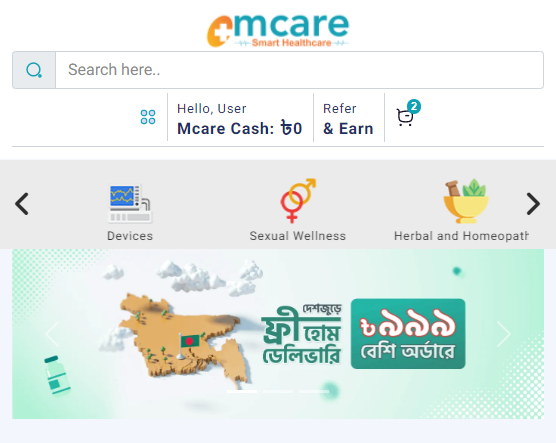 emcare
Smart Healthcare
Search here..
Hello, User
Mcare Cash: ৳0
Refer
& Earn
2
Devices
Sexual Wellness
Herbal and Homeopath
দেশজুড়ে
ফ্রী হোম
ডেলিভারি
৳৯৯৯
বেশি অর্ডারে